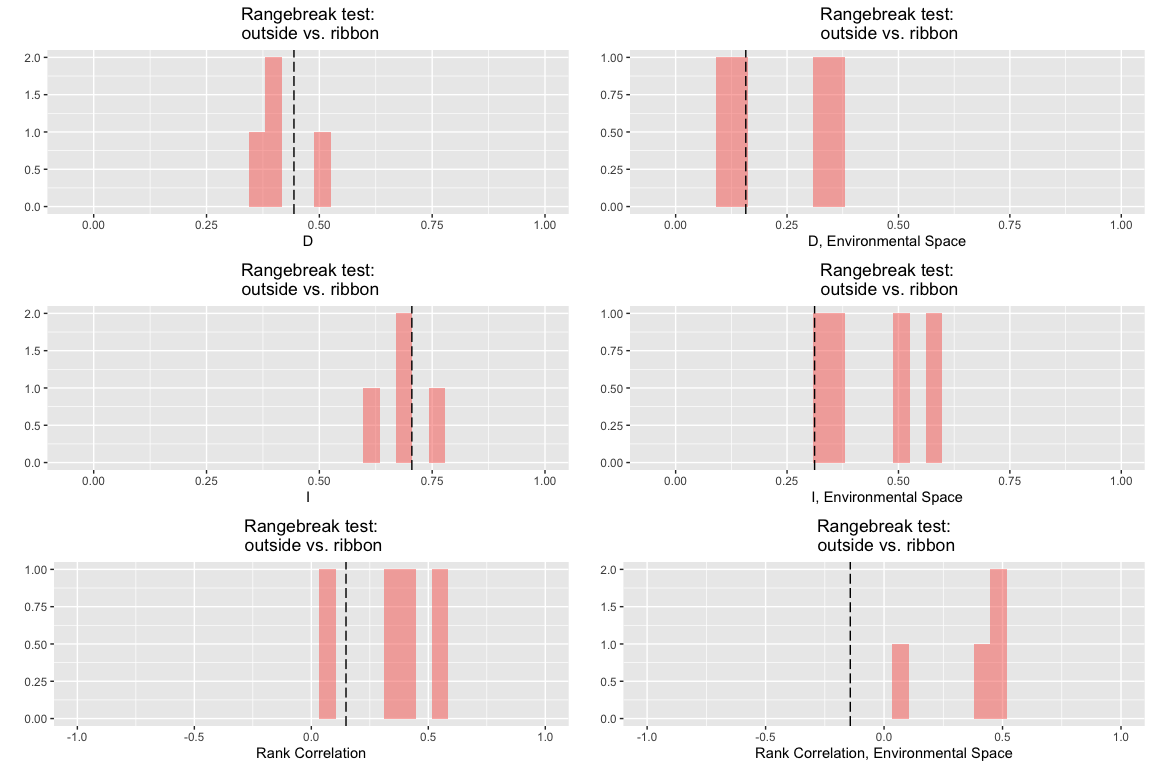 Rangebreak test:
outside vs. ribbon
2.0
1.5
1.0
0.5
0.0
0.00 0.25 0.50 0.75 1.00
D
Rangebreak test:
outside vs. ribbon
1.00
0.75
0.50
0.25
0.00
0.00 0.25 0.50 0.75 1.00
D, Environmental Space
Rangebreak test:
outside vs. ribbon
2.0
1.5
1.0
0.5
0.0
0.00 0.25 0.50 0.75 1.00
I
Rangebreak test:
outside vs. ribbon
1.00
0.75
0.50
0.25
0.00
0.00 0.25 0.50 0.75 1.00
I, Environmental Space
Rangebreak test:
outside vs. ribbon
1.00
0.75
0.50
0.25
0.00
-1.0 -0.5 0.0 0.5 1.0
Rank Correlation
Rangebreak test:
outside vs. ribbon
2.0
1.5
1.0
0.5
0.0
-1.0 -0.5 0.0 0.5 1.0
Rank Correlation, Environmental Space